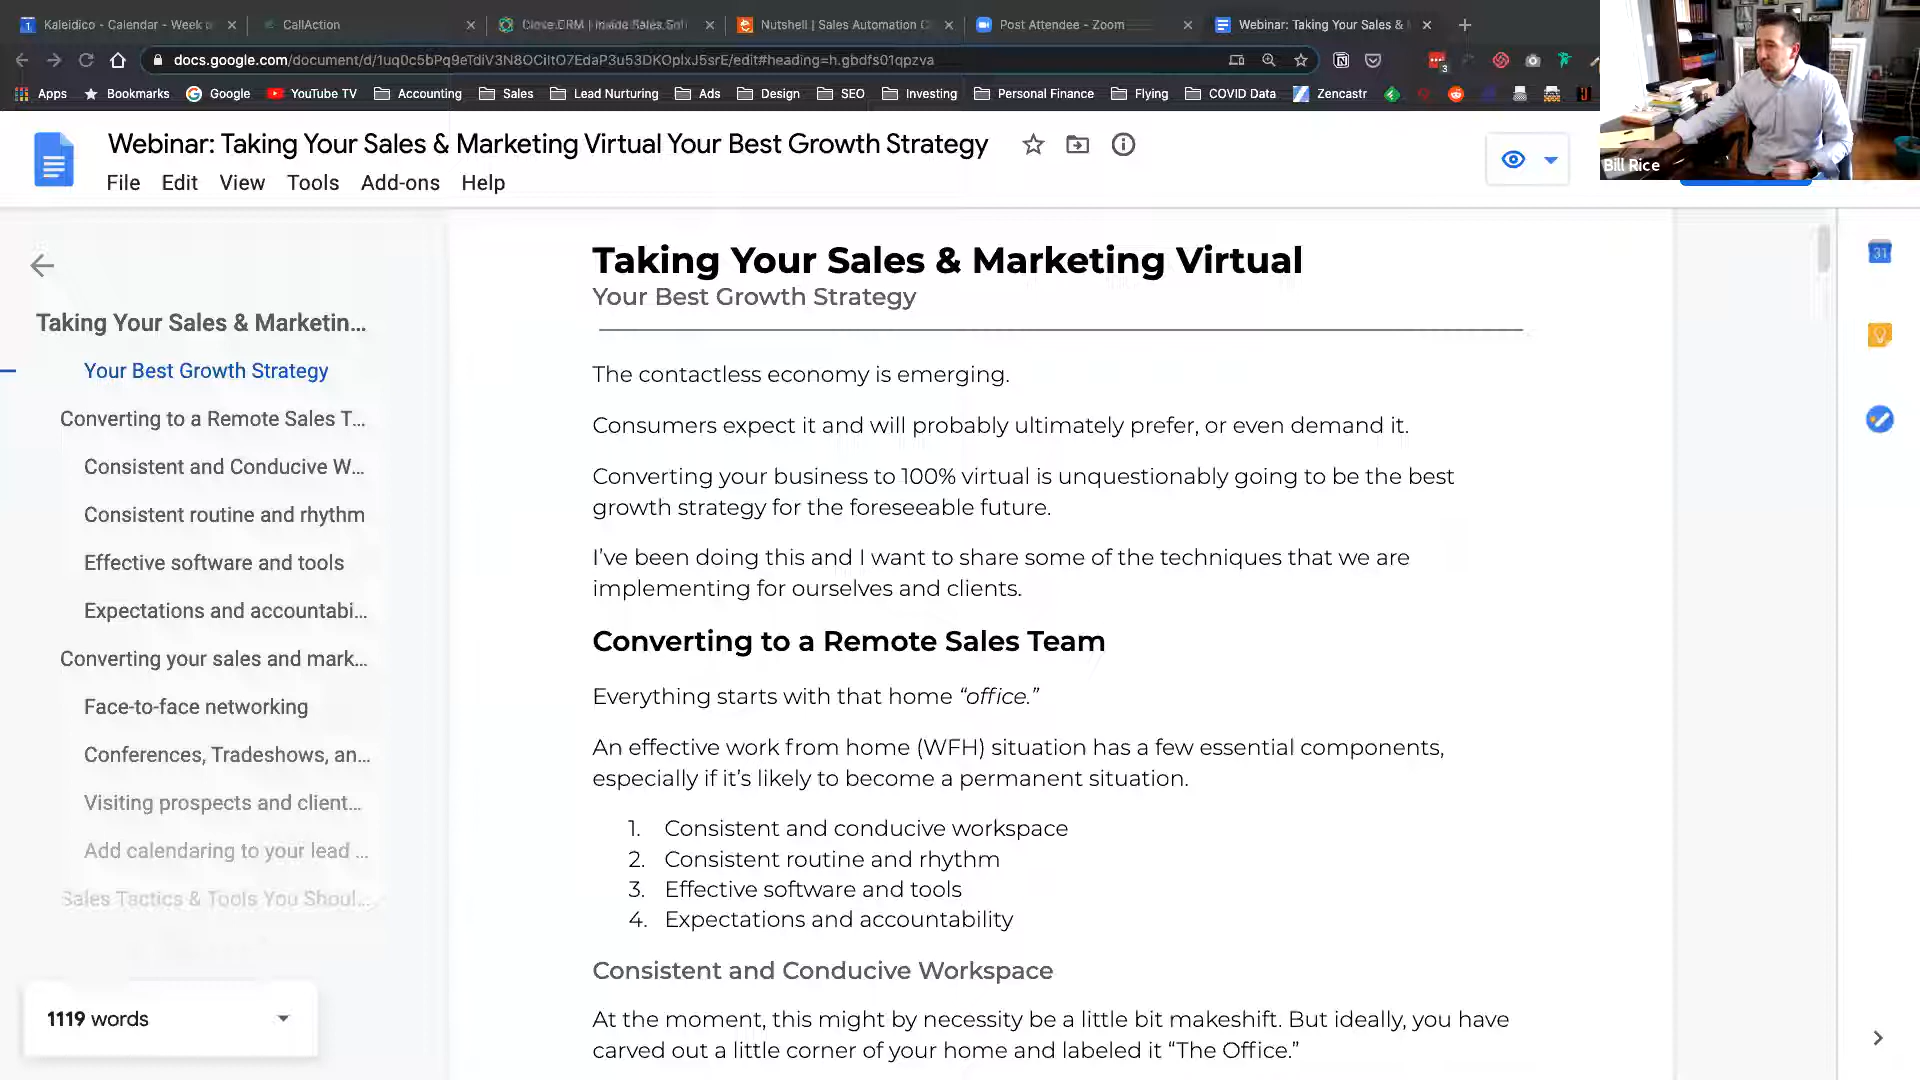 Kaleidico - Calendar - Week o
CallAction
Close CRM | Inside Sales Sol
Nutshell | Sales Automation C
Post Attendee - Zoom
Webinar: Taking Your Sales &
docs.google.com/document/d/1uq0c5bPq9eTdiV3N8OCiItO7EdaP3u53DKOplxJ5srE/edit#heading=h.gbdfs01qpzva
3
Apps
Bookmarks
Google
YouTube TV
Accounting
Sales
Lead Nurturing
Ads
Design
SEO
Investing
Personal Finance
Flying
COVID Data
Zencastr
Bill Rice
Webinar: Taking Your Sales & Marketing Virtual Your Best Growth Strategy
File Edit View Tools Add-ons Help
Taking Your Sales & Marketin...
Your Best Growth Strategy
Converting to a Remote Sales T...
Consistent and Conducive W...
Consistent routine and rhythm
Effective software and tools
Expectations and accountabi...
Converting your sales and mark...
Face-to-face networking
Conferences, Tradeshows, an...
Visiting prospects and client...
Add calendaring to your lead ...
Sales Tactics & Tools You Shoul...
1119 words
Taking Your Sales & Marketing Virtual
Your Best Growth Strategy
The contactless economy is emerging.
Consumers expect it and will probably ultimately prefer, or even demand it.
Converting your business to 100% virtual is unquestionably going to be the best
growth strategy for the foreseeable future.
I've been doing this and I want to share some of the techniques that we are
implementing for ourselves and clients.
Converting to a Remote Sales Team
Everything starts with that home “office.”
An effective work from home (WFH) situation has a few essential components,
especially if it's likely to become a permanent situation.
1. Consistent and conducive workspace
2. Consistent routine and rhythm
3. Effective software and tools
4. Expectations and accountability
Consistent and Conducive Workspace
At the moment, this might by necessity be a little bit makeshift. But ideally, you have
carved out a little corner of your home and labeled it “The Office.”
31